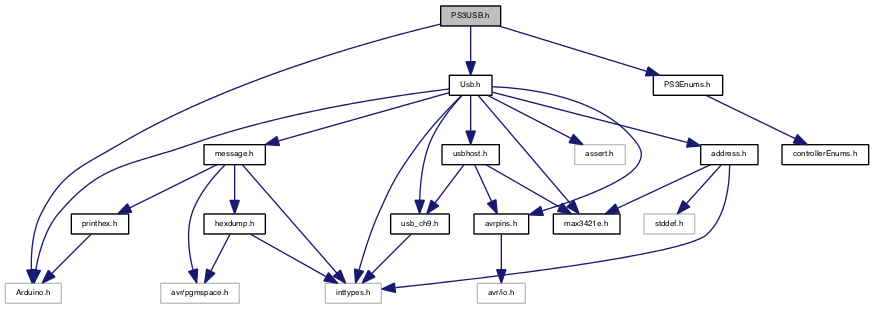 PS3USB.h
Usb.h
PS3Enums.h
message.h
usbhost.h
assert.h
address.h
controllerEnums.h
printhex.h
hexdump.h
usb_ch9.h
avrpins.h
max3421e.h
stddef.h
Arduino.h
avr/pgmspace.h
inttypes.h
avr/io.h